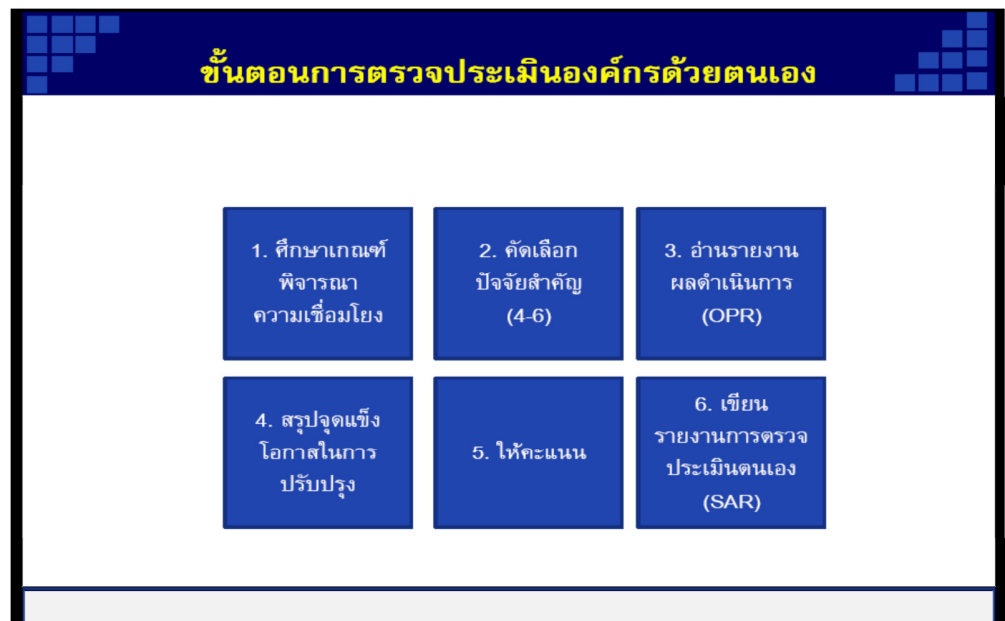 ขั้นตอนการตรวจประเมินองค์กรด้วยตนเอง
1. ศึกษาเกณฑ์
พิจารณา
ความเชื่อมโยง
2. คัดเลือก
ปัจจัยสำคัญ
(4-6)
3. อ่านรายงาน
ผลดำเนินการ
(OPR)
4. สรุปจุดแข็ง
โอกาสในการ
ปรับปรุง
5. ให้คะแนน
6. เขียน
รายงานการตรวจ
ประเมินตนเอง
(SAR)